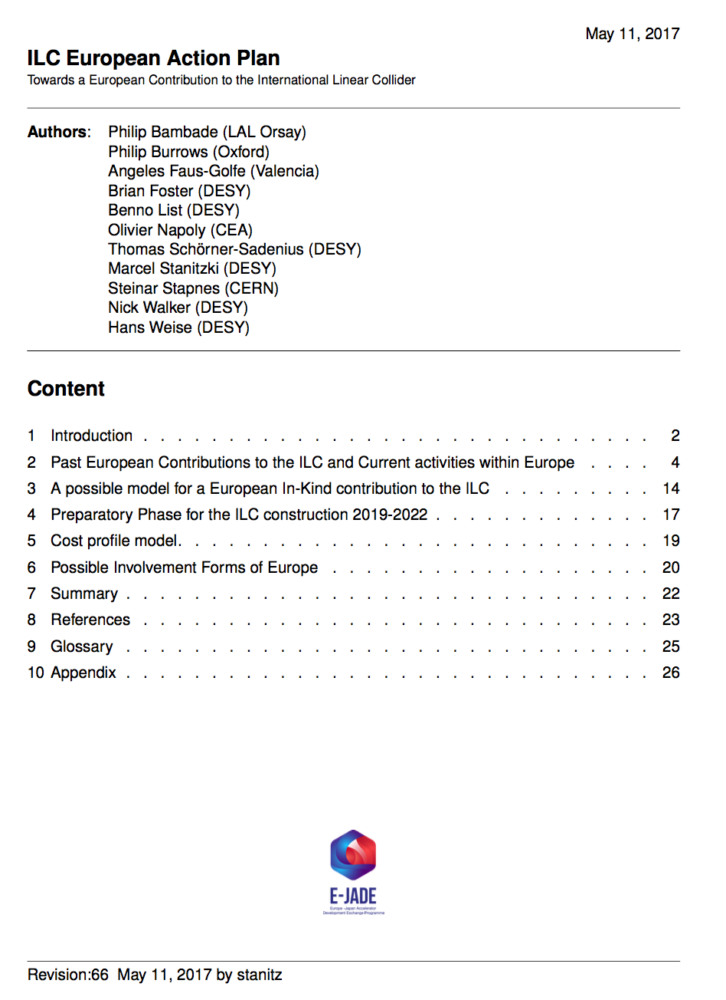 May 11, 2017
ILC European Action Plan
Towards a European Contribution to the International Linear Collider
Authors: Philip Bambade (LAL Orsay)
Philip Burrows (Oxford)
Angeles Faus-Golfe (Valencia)
Brian Foster (DESY)
Benno List (DESY)
Olivier Napoly (CEA)
Thomas Schörner-Sadenius (DESY)
Marcel Stanitzki (DESY)
Steinar Stapnes (CERN)
Nick Walker (DESY)
Hans Weise (DESY)
Content
1 Introduction . . . . . . . . . . . . . . . . . . . . . . . . . . . . . . 2
2 Past European Contributions to the ILC and Current activities within Europe . . . . 4
3 A possible model for a European In-Kind contribution to the ILC . . . . . . . . . 14
4 Preparatory Phase for the ILC construction 2019-2022 . . . . . . . . . . . . . 17
5 Cost profile model. . . . . . . . . . . . . . . . . . . . . . . . . . . . 19
6 Possible Involvement Forms of Europe . . . . . . . . . . . . . . . . . . . 20
7 Summary . . . . . . . . . . . . . . . . . . . . . . . . . . . . . . . 22
8 References . . . . . . . . . . . . . . . . . . . . . . . . . . . . . . 23
9 Glossary . . . . . . . . . . . . . . . . . . . . . . . . . . . . . . . 25
10 Appendix . . . . . . . . . . . . . . . . . . . . . . . . . . . . . . . 26
E-JADE
Europe -Japan Accelerator
Development Exchange Programme
Revision:66 May 11, 2017 by stanitz